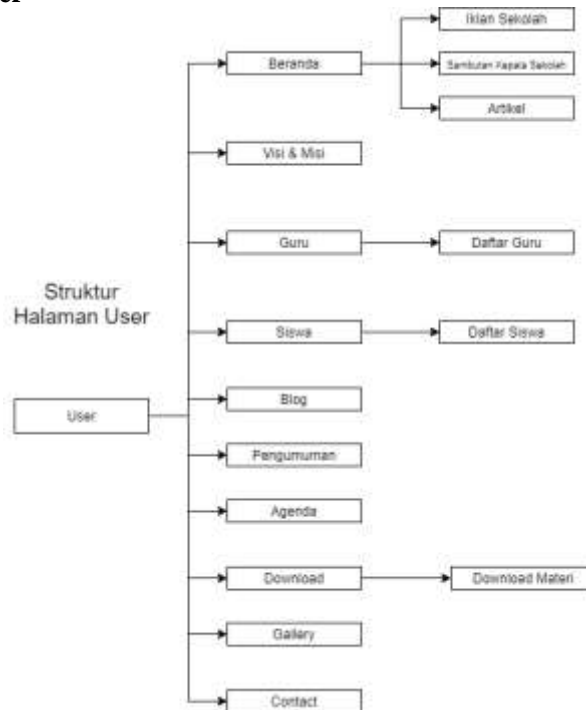 er
Iklan Sekolah
Beranda
Sambutan Kepala Sekolah
Artikel
Visi & Misi
Guru
Daftar Guru
Struktur
Halaman User
Siswa
Daftar Siswa
Blog
User
Pengumuman
Agenda
Download
Download Materi
Gallery
Contact